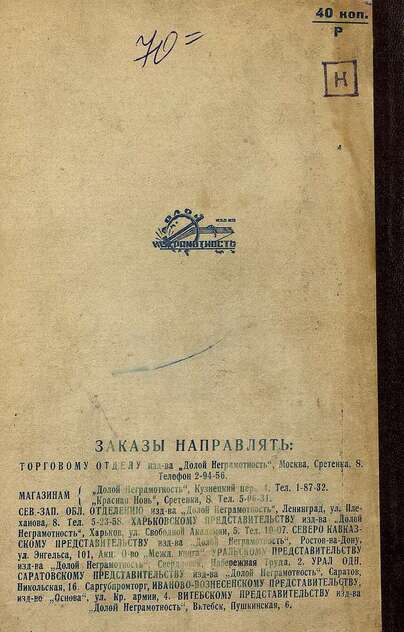 40 коп.
Р
70=
Н
ДОЛОЙ
ИЗД-ВО
НЕГРАМОТНОСТЬ
ЗАКАЗЫ НАПРАВЛЯТЬ:
ТОРГОВОМУ ОТДЕЛУ изд-ва „Долой Неграмотность“, Москва, Сретенка, 8.
Телефон 2-94-56.
МАГАЗИНАМ { „Долой Неграмотность“, Кузнецкий пер., 4. Тел. 1-87-32.
„Красная Новь“, Сретенка, 8. Тел. 5-06-31.
СЕВ.-ЗАП. ОБЛ. ОТДЕЛЕНИЮ изд-ва „Долой Неграмотность“, Ленинград, ул. Пле-
ханова, 8. Тел. 5-23-58. ХАРЬКОВСКОМУ ПРЕДСТАВИТЕЛЬСТВУ изд-ва „Долой
Неграмотность“, Харьков, ул. Свободной Академии, 5. Тел. 10-07. СЕВЕРО КАВКАЗ-
СКОМУ ПРЕДСТАВИТЕЛЬСТВУ изд-ва „Долой Неграмотность“, Ростов-на-Дону,
ул. Энгельса, 101, Акц. О-во „Межд. книга“. УРАЛЬСКОМУ ПРЕДСТАВИТЕЛЬСТВУ
изд-ва „Долой Неграмотность“, Свердловск, Набережная Труда, 2. УРАЛ ОДН.
САРАТОВСКОМУ ПРЕДСТАВИТЕЛЬСТВУ изд-ва „Долой Неграмотность“, Саратов,
Никольская, 16. Саргубпромторг, ИВАНОВО-ВОЗНЕСЕНСКОМУ ПРЕДСТАВИТЕЛЬСТВУ,
изд-во „Основа“, ул. Кр. армии, 4. ВИТЕБСКОМУ ПРЕДСТАВИТЕЛЬСТВУ изд-ва
„Долой Неграмотность“, Витебск, Пушкинская, 6.